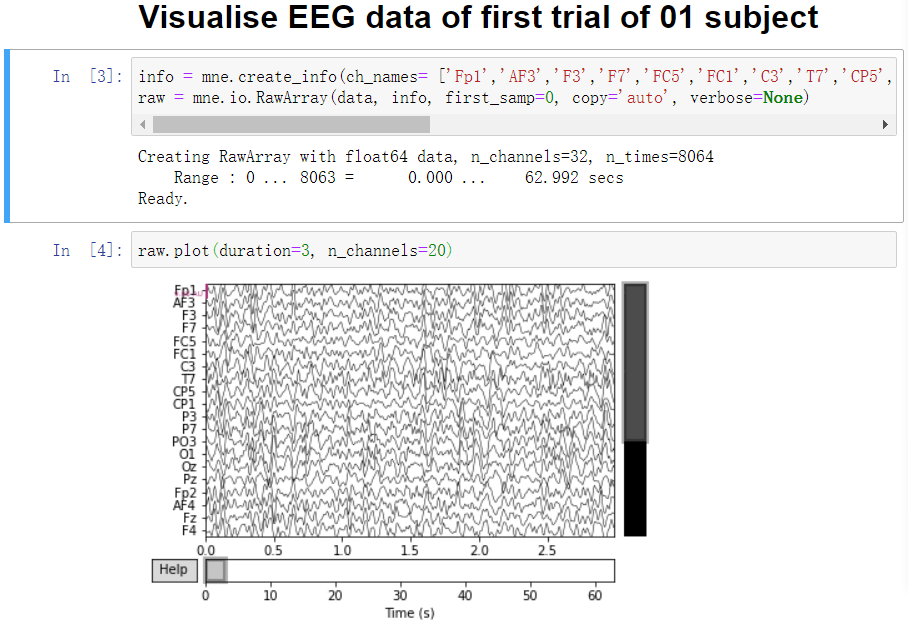 Visualise EEG data of first trial of 01 subject
In [3]: info = mne.create_info(ch_names= ['Fp1','AF3','F3','F7','FC5','FC1','C3','T7','CP5',
raw = mne.io.RawArray(data, info, first_samp=0, copy='auto', verbose=None)
Creating RawArray with float64 data, n_channels=32, n_times=8064
Range : 0 ... 8063 = 0.000 ... 62.992 secs
Ready.
In [4]: raw.plot(duration=3, n_channels=20)
Fp1
AF3
F3
F7
FC5
FC1
C3
T7
CP5
CP1
P3
P7
PO3
O1
Oz
Pz
Fp2
AF4
Fz
F4
0.0 0.5 1.0 1.5 2.0 2.5
Help
0 10 20 30 40 50 60
Time (s)